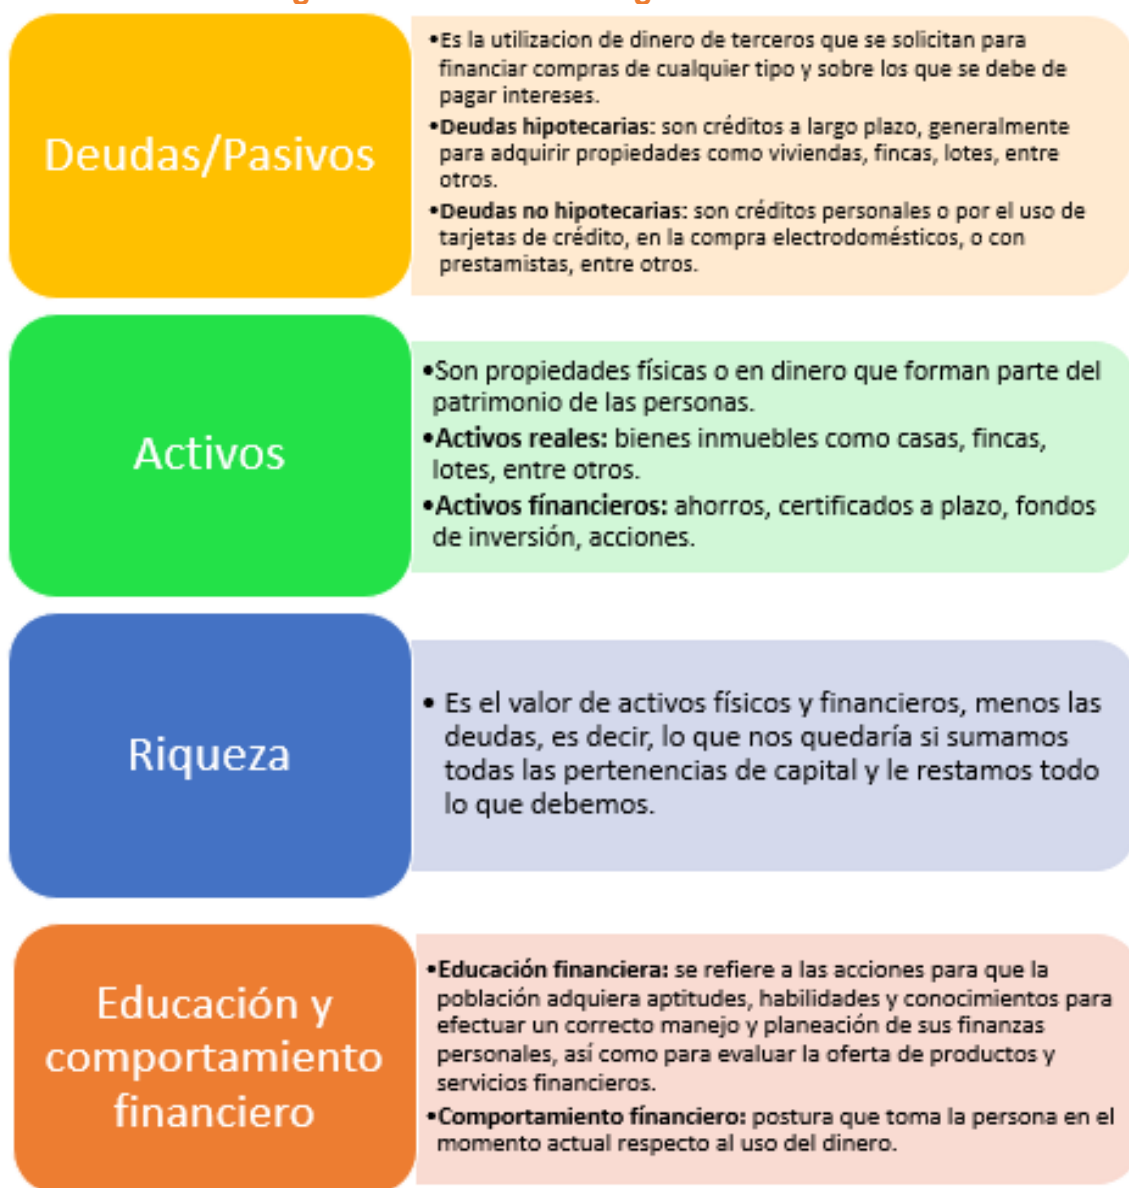 Deudas/Pasivos
•Es la utilizacion de dinero de terceros que se solicitan para
financiar compras de cualquier tipo y sobre los que se debe de
pagar intereses.
•Deudas hipotecarias: son créditos a largo plazo, generalmente
para adquirir propiedades como viviendas, fincas, lotes, entre
otros.
•Deudas no hipotecarias: son créditos personales o por el uso de
tarjetas de crédito, en la compra electrodomésticos, o con
prestamistas, entre otros.
Activos
•Son propiedades físicas o en dinero que forman parte del
patrimonio de las personas.
•Activos reales: bienes inmuebles como casas, fincas,
lotes, entre otros.
•Activos fínancieros: ahorros, certificados a plazo, fondos
de inversión, acciones.
Riqueza
• Es el valor de activos físicos y financieros, menos las
deudas, es decir, lo que nos quedaría si sumamos
todas las pertenencias de capital y le restamos todo
lo que debemos.
Educación y
comportamiento
financiero
•Educación financiera: se refiere a las acciones para que la
población adquiera aptitudes, habilidades y conocimientos para
efectuar un correcto manejo y planeación de sus finanzas
personales, así como para evaluar la oferta de productos y
servicios financieros.
•Comportamiento fínanciero: postura que toma la persona en el
momento actual respecto al uso del dinero.